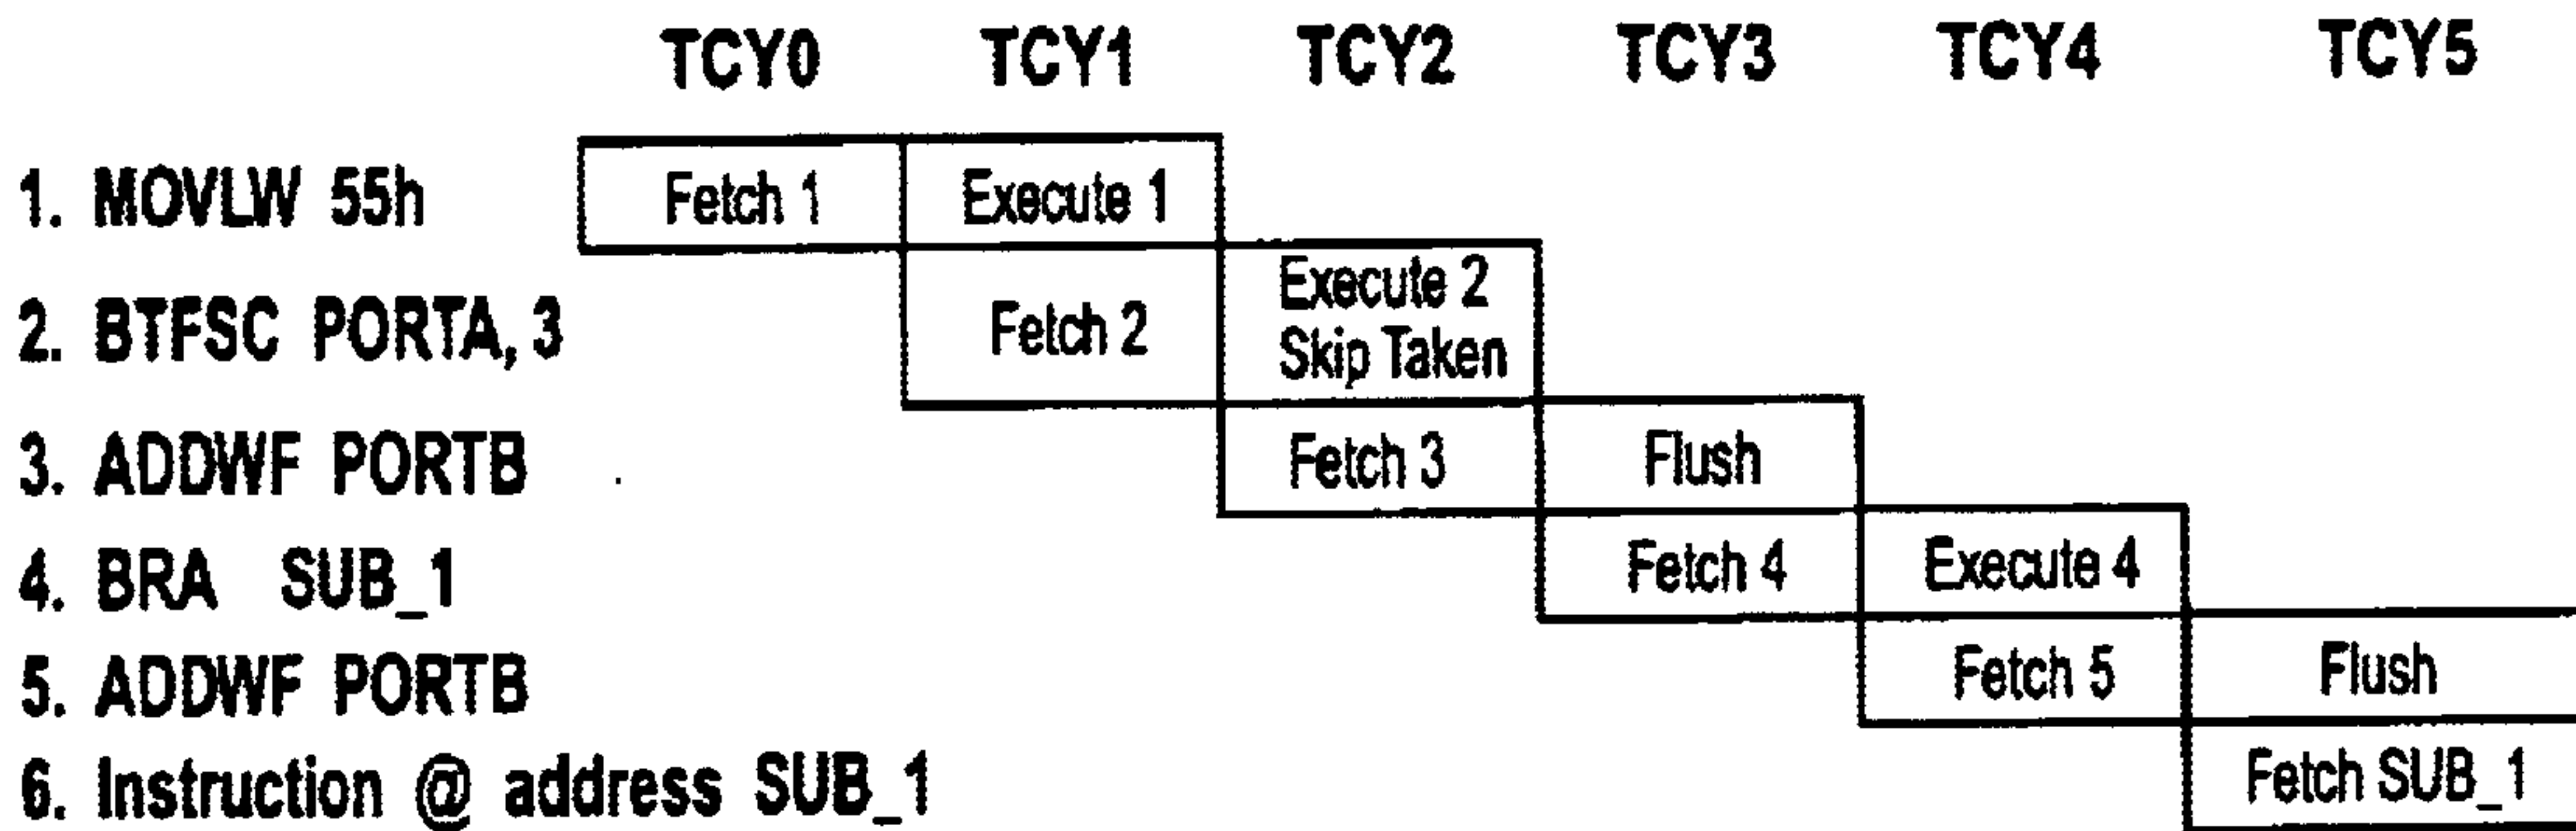 TCY0 TCY1 TCY2 TCY3 TCY4 TCY5
1. MOVLW 55h Fetch 1 Execute 1
2. BTFSC PORTA, 3 Fetch 2 Execute 2 Skip Taken
3. ADDWF PORTB Fetch 3 Flush
4. BRA SUB_1 Fetch 4 Execute 4
5. ADDWF PORTB Fetch 5 Flush
6. Instruction @ address SUB_1 Fetch SUB_1